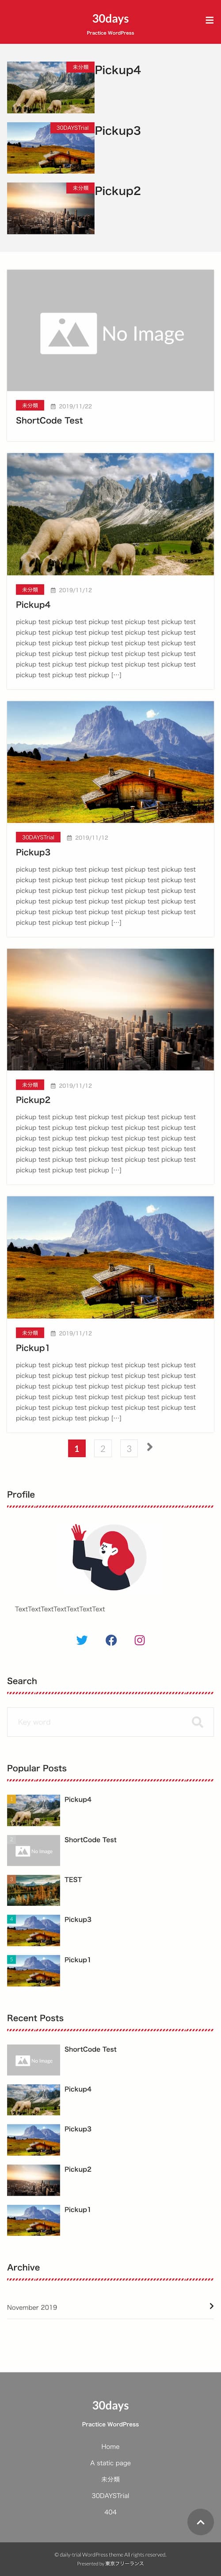 30days
Practice WordPress
未分類
Pickup4
30DAYSTrial
Pickup3
未分類
Pickup2
No Image
未分類 2019/11/22
ShortCode Test
未分類 2019/11/12
Pickup4
pickup test pickup test pickup test pickup test pickup test
pickup test pickup test pickup test pickup test pickup test
pickup test pickup test pickup test pickup test pickup test
pickup test pickup test pickup test pickup test pickup test
pickup test pickup test pickup test pickup test pickup test
pickup test pickup test pickup […]
30DAYSTrial 2019/11/12
Pickup3
pickup test pickup test pickup test pickup test pickup test
pickup test pickup test pickup test pickup test pickup test
pickup test pickup test pickup test pickup test pickup test
pickup test pickup test pickup test pickup test pickup test
pickup test pickup test pickup test pickup test pickup test
pickup test pickup test pickup […]
未分類 2019/11/12
Pickup2
pickup test pickup test pickup test pickup test pickup test
pickup test pickup test pickup test pickup test pickup test
pickup test pickup test pickup test pickup test pickup test
pickup test pickup test pickup test pickup test pickup test
pickup test pickup test pickup test pickup test pickup test
pickup test pickup test pickup […]
未分類 2019/11/12
Pickup1
pickup test pickup test pickup test pickup test pickup test
pickup test pickup test pickup test pickup test pickup test
pickup test pickup test pickup test pickup test pickup test
pickup test pickup test pickup test pickup test pickup test
pickup test pickup test pickup test pickup test pickup test
pickup test pickup test pickup […]
1 2 3
Profile
TextTextTextTextTextTextText
Search
Key word
Popular Posts
1
Pickup4
2
No Image
ShortCode Test
3
TEST
4
Pickup3
5
Pickup1
Recent Posts
No Image
ShortCode Test
Pickup4
Pickup3
Pickup2
Pickup1
Archive
November 2019
30days
Practice WordPress
Home
A static page
未分類
30DAYSTrial
404
© daily-trial WordPress theme All rights reserved.
Presented by 東京フリーランス